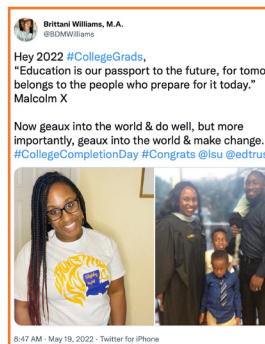 Brittani Williams, M.A.
@BDMWilliams
Hey 2022 #CollegeGrads,
“Education is our passport to the future, for tomo
belongs to the people who prepare for it today.”
Malcolm X
Now geaux into the world & do well, but more
importantly, geaux into the world & make change.
#CollegeCompletionDay #Congrats @lsu @edtrus
8:47 AM · May 19, 2022 · Twitter for iPhone